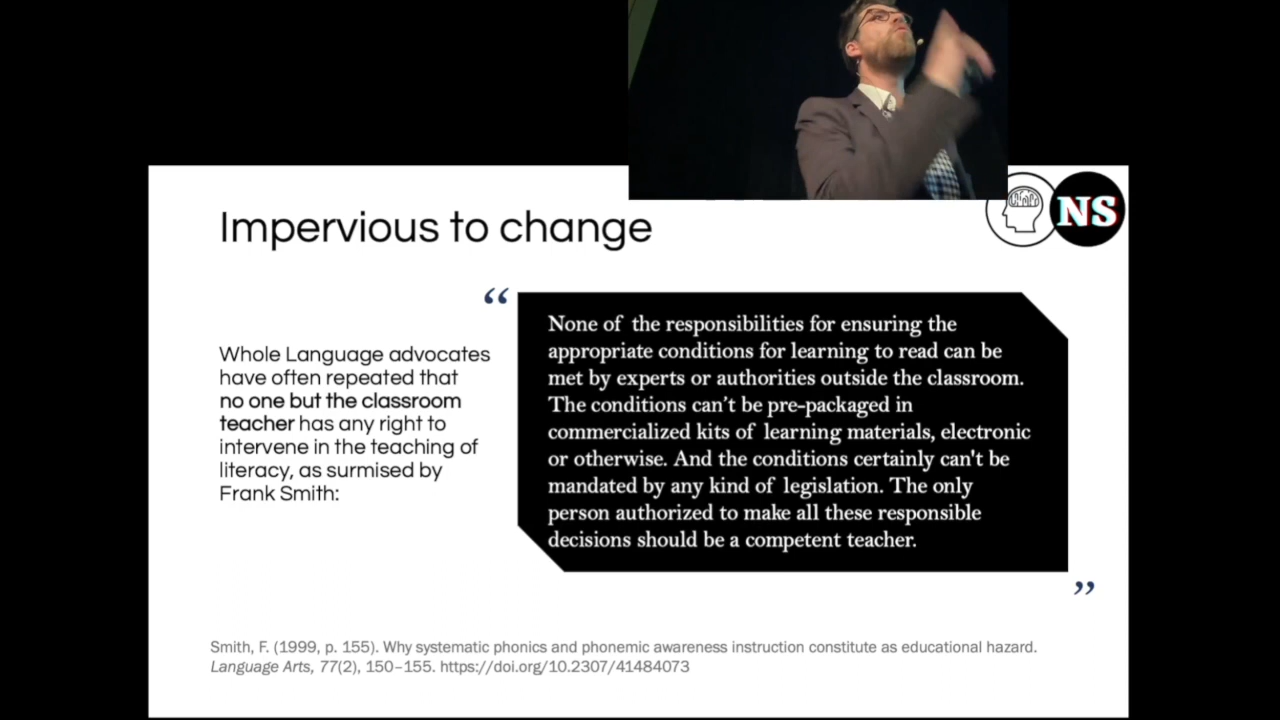 Impervious to change
NS
Whole Language advocates
have often repeated that
no one but the classroom
teacher has any right to
intervene in the teaching of
literacy, as surmised by
Frank Smith:
“
None of the responsibilities for ensuring the
appropriate conditions for learning to read can be
met by experts or authorities outside the classroom.
The conditions can’t be pre-packaged in
commercialized kits of learning materials, electronic
or otherwise. And the conditions certainly can't be
mandated by any kind of legislation. The only
person authorized to make all these responsible
decisions should be a competent teacher.
”
Smith, F. (1999, p. 155). Why systematic phonics and phonemic awareness instruction constitute as educational hazard.
Language Arts, 77(2), 150–155. https://doi.org/10.2307/41484073